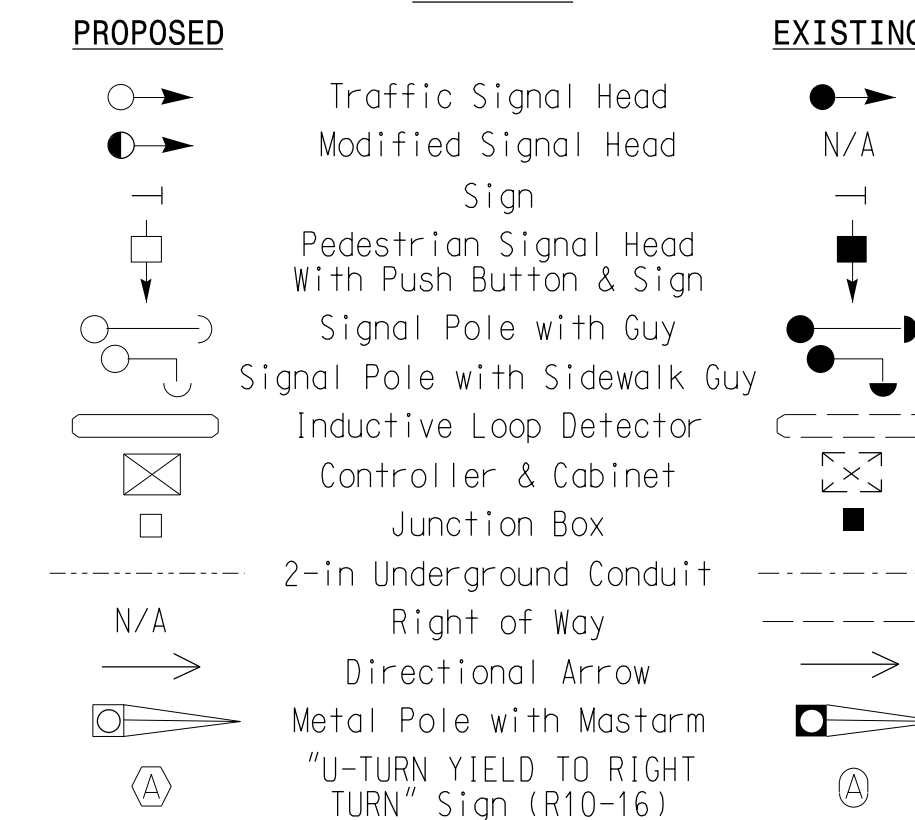 PROPOSED EXISTING
Traffic Signal Head
Modified Signal Head N/A
Sign
Pedestrian Signal Head
With Push Button & Sign
Signal Pole with Guy
Signal Pole with Sidewalk Guy
Inductive Loop Detector
Controller & Cabinet
Junction Box
2-in Underground Conduit
N/A Right of Way
Directional Arrow
Metal Pole with Mastarm
"U-TURN YIELD TO RIGHT
A TURN" Sign (R10-16) A